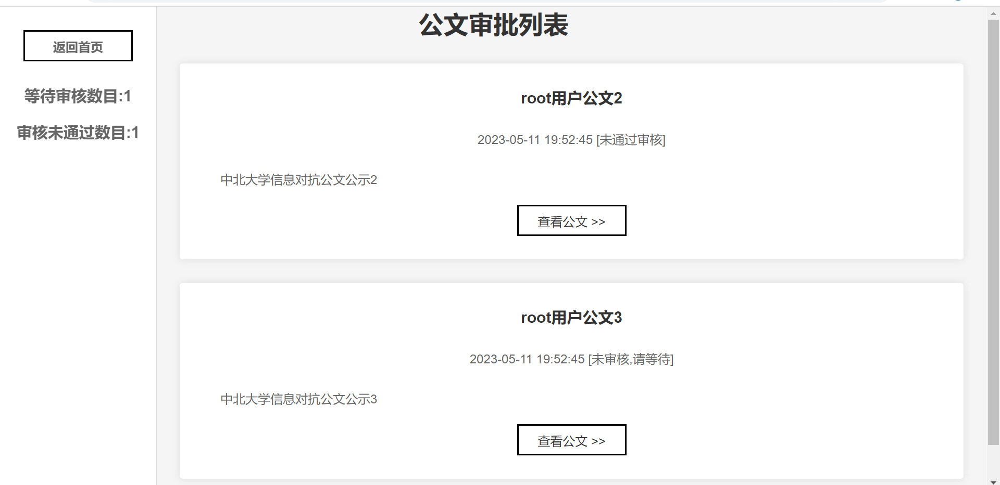 公文审批列表
返回首页
等待审核数目:1
审核未通过数目:1
root用户公文2
2023-05-11 19:52:45 [未通过审核]
中北大学信息对抗公文公示2
查看公文 >>
root用户公文3
2023-05-11 19:52:45 [未审核,请等待]
中北大学信息对抗公文公示3
查看公文 >>